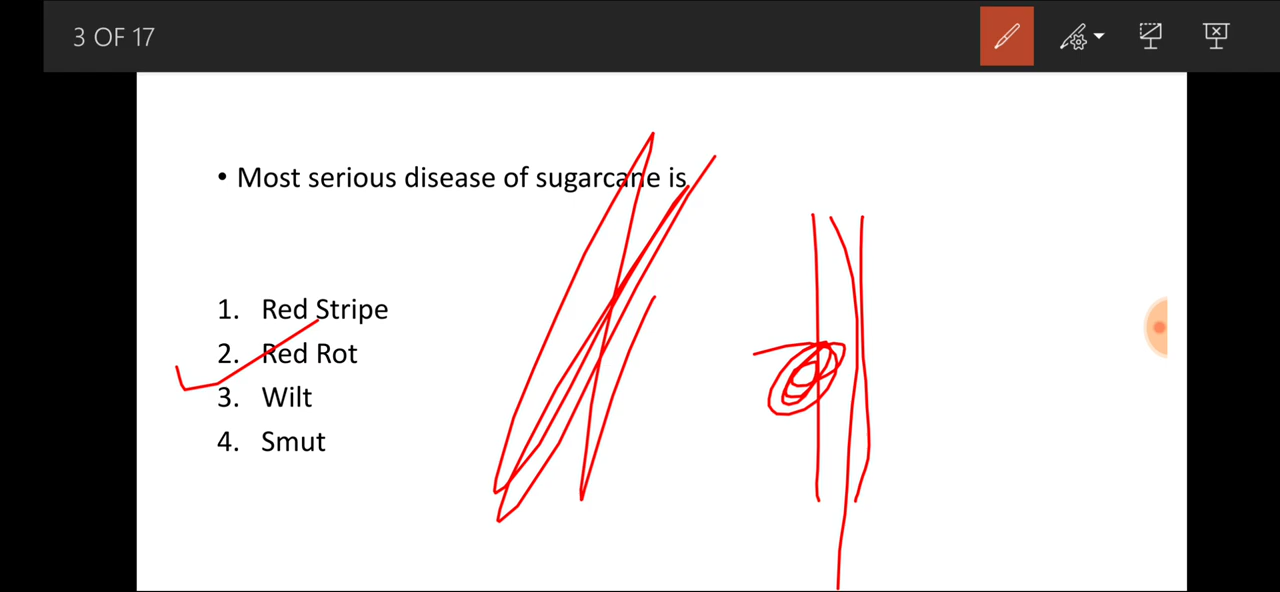 3 OF 17
• Most serious disease of sugarcane is
1. Red Stripe
2. Red Rot
3. Wilt
4. Smut